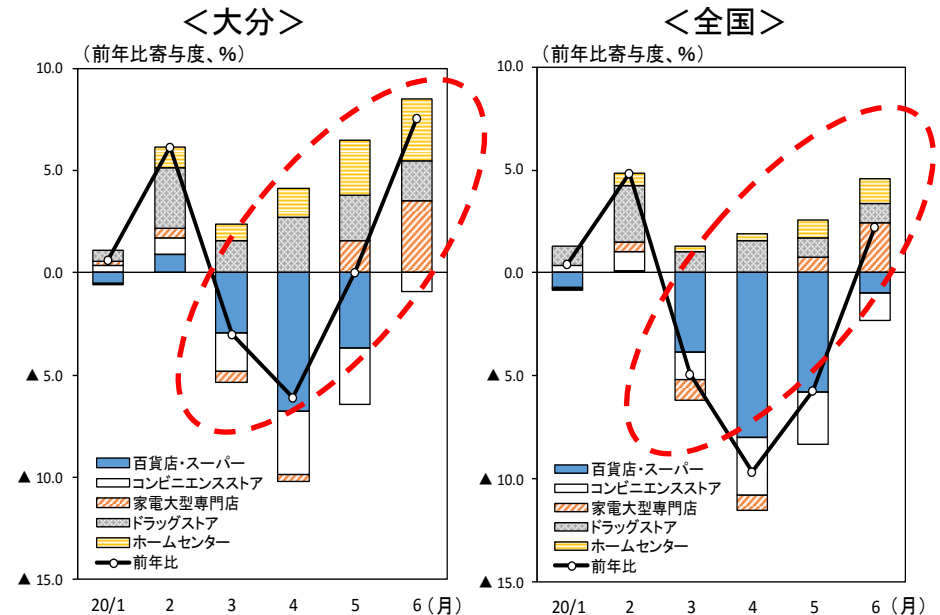 ＜大分＞
（前年比寄与度、%）
10.0
5.0
0.0
▲ 5.0
▲ 10.0
▲ 15.0
百貨店・スーパー
コンビニエンスストア
家電大型専門店
ドラッグストア
ホームセンター
前年比
20/1 2 3 4 5 6（月）
＜全国＞
（前年比寄与度、%）
10.0
5.0
0.0
▲ 5.0
▲ 10.0
▲ 15.0
百貨店・スーパー
コンビニエンスストア
家電大型専門店
ドラッグストア
ホームセンター
前年比
20/1 2 3 4 5 6（月）